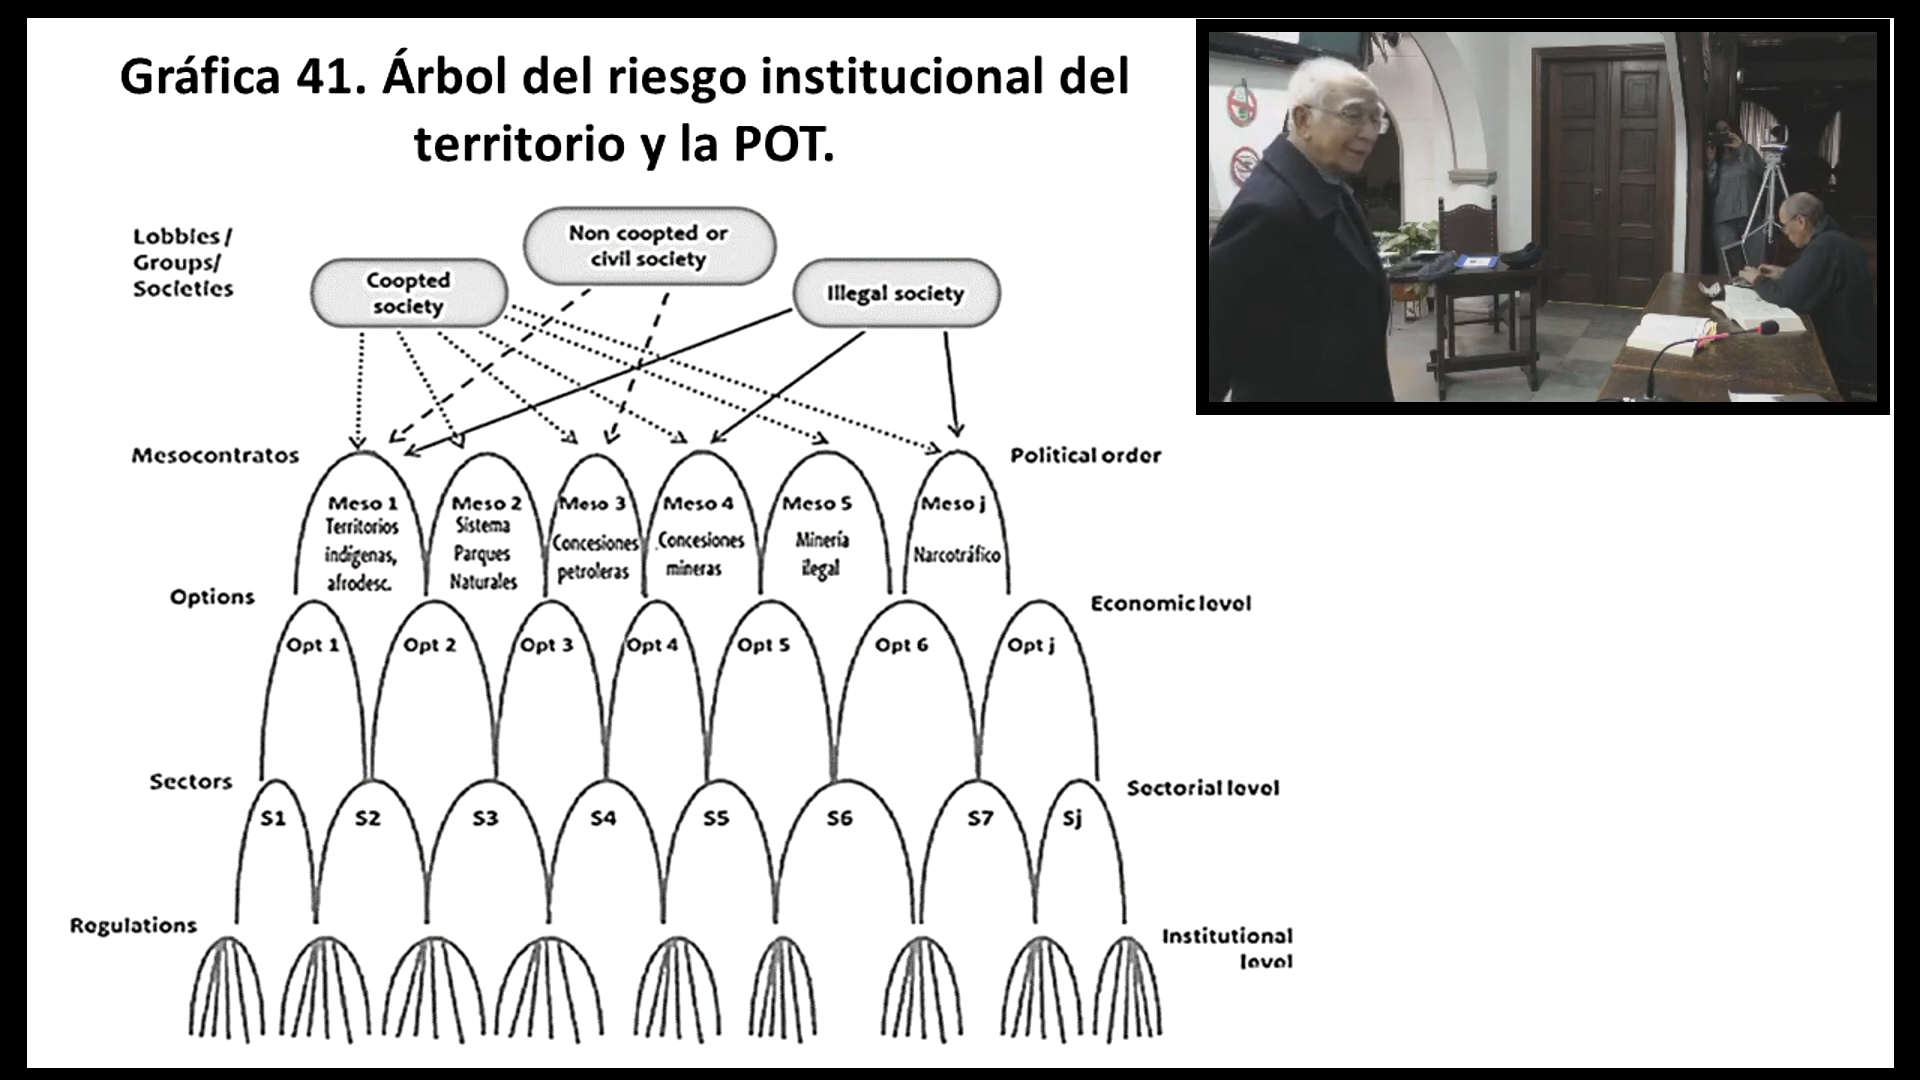 Gráfica 41. Árbol del riesgo institucional del
territorio y la POT.
Lobbies/
Groups/
Societies
Coopted
society
Non coopted or
civil society
Illegal society
Mesocontratos
Political order
Meso 1
Territorios
indígenas,
afrodesc.
Meso 2
Sistema
Parques
Naturales
Meso 3
Concesiones
petroleras
Meso 4
Concesiones
mineras
Meso 5
Minería
ilegal
Meso j
Narcotráfico
Options
Economic level
Opt 1
Opt 2
Opt 3
Opt 4
Opt 5
Opt 6
Opt j
Sectors
Sectorial level
S1
S2
S3
S4
S5
S6
S7
Sj
Regulations
Institutional
level